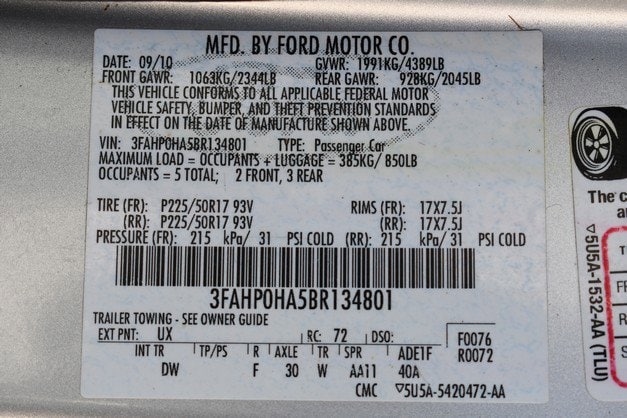 MFD. BY FORD MOTOR CO.
DATE: 09/10 GVWR: 1991KG/4389LB
FRONT GAWR: 1063KG/2344LB REAR GAWR: 928KG/2045LB
THIS VEHICLE CONFORMS TO ALL APPLICABLE FEDERAL MOTOR
VEHICLE SAFETY, BUMPER, AND THEFT PREVENTION STANDARDS
IN EFFECT ON THE DATE OF MANUFACTURE SHOWN ABOVE.
VIN: 3FAHP0HA5BR134801 TYPE: Passenger Car
MAXIMUM LOAD = OCCUPANTS + LUGGAGE = 385KG/850LB
OCCUPANTS = 5 TOTAL; 2 FRONT, 3 REAR
TIRE (FR): P225/50R17 93V RIMS (FR): 17X7.5J
(RR): P225/50R17 93V (RR): 17X7.5J
PRESSURE (FR): 215 kPa/ 31 PSI COLD (RR): 215 kPa/ 31 PSI COLD
3FAHP0HA5BR134801
TRAILER TOWING - SEE OWNER GUIDE
EXT PNT: UX RC: 72 DSO: F0076
R0072
INT TR TP/PS R AXLE TR SPR ADE1F
DW F 30 W AA11 40A
CMC ▽5U5A-5420472-AA
The c
▽5U5A-1532-AA (TLU)